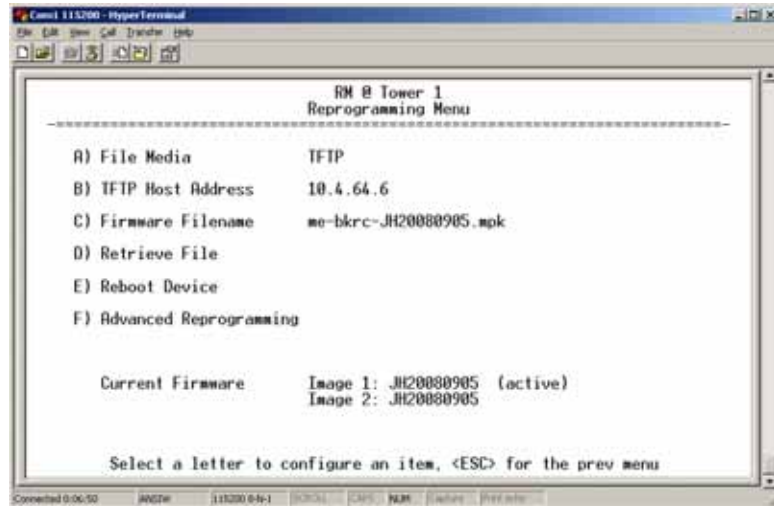 Com1 115200 - HyperTerminal
File Edit View Call Transfer Help
RM @ Tower 1
Reprogramming Menu
A) File Media TFTP
B) TFTP Host Address 10.4.64.6
C) Firmware Filename me-bkrc-JH20080905.mpk
D) Retrieve File
E) Reboot Device
F) Advanced Reprogramming
Current Firmware Image 1: JH20080905 (active)
Image 2: JH20080905
Select a letter to configure an item, <ESC> for the prev menu
Connected 0:06:50 ANSIW 115200 8-N-1 SCROLL CAPS NUM Capture Print echo